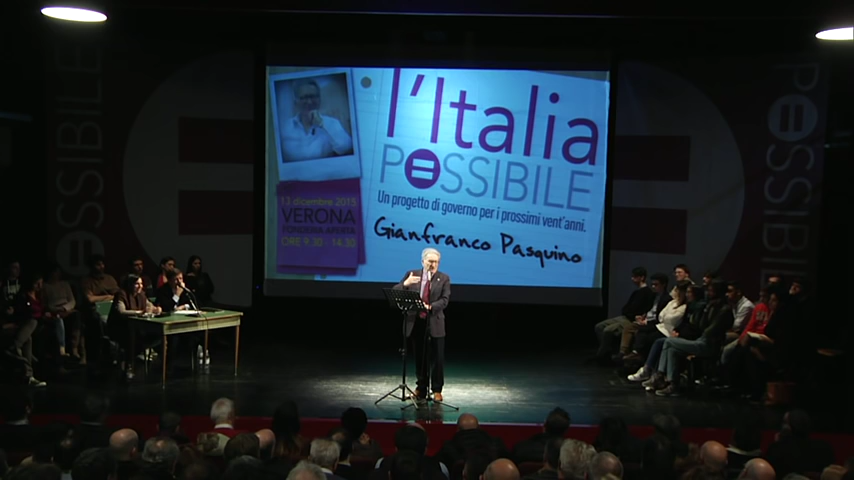 l'Italia
POSSIBILE
Un progetto di governo per i prossimi vent'anni.
Gianfranco Pasquino
13 dicembre 2015
VERONA
FONDERIA APERTA
ORE 9.30 - 14.30
POSSIBILE
POSSIBILE